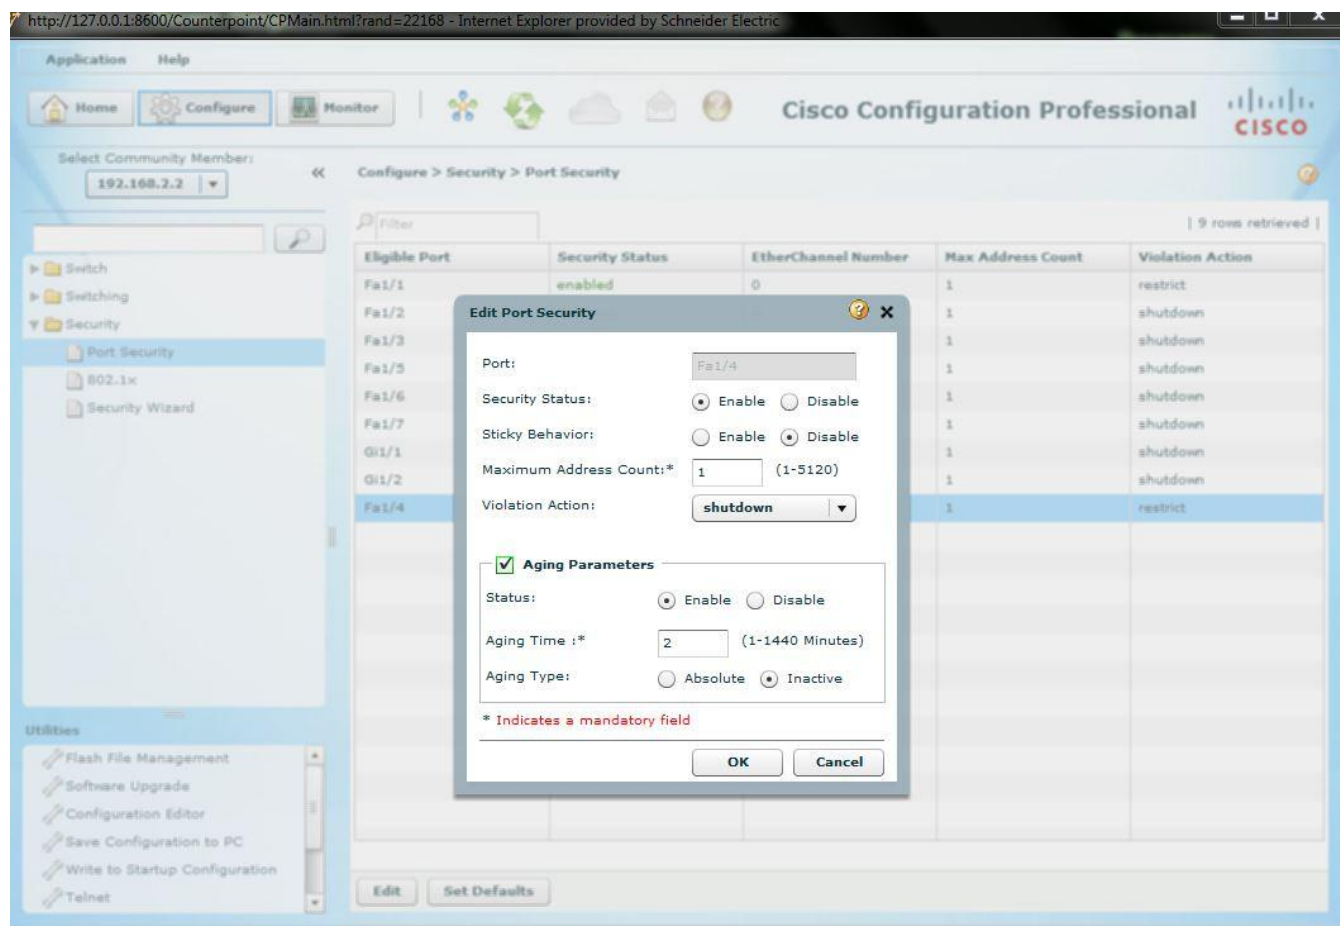 http://127.0.0.1:8600/Counterpoint/CPMain.html?rand=22168 - Internet Explorer provided by Schneider Electric
Application Help
Home Configure Monitor Cisco Configuration Professional CISCO
Select Community Member:
192.168.2.2
« Configure > Security > Port Security
Filter | 9 rows retrieved |
Eligible Port Security Status EtherChannel Number Max Address Count Violation Action
Fa1/1 enabled 0 1 restrict
Fa1/2 1 shutdown
Fa1/3 1 shutdown
Fa1/5 1 shutdown
Fa1/6 1 shutdown
Fa1/7 1 shutdown
Gi1/1 1 shutdown
Gi1/2 1 shutdown
Fa1/4 1 restrict
Switch
Switching
Security
Port Security
802.1x
Security Wizard
Edit Port Security
Port: Fa1/4
Security Status: Enable Disable
Sticky Behavior: Enable Disable
Maximum Address Count:* 1 (1-5120)
Violation Action: shutdown
Aging Parameters
Status: Enable Disable
Aging Time :* 2 (1-1440 Minutes)
Aging Type: Absolute Inactive
* Indicates a mandatory field
OK Cancel
Utilities
Flash File Management
Software Upgrade
Configuration Editor
Save Configuration to PC
Write to Startup Configuration
Telnet
Edit Set Defaults